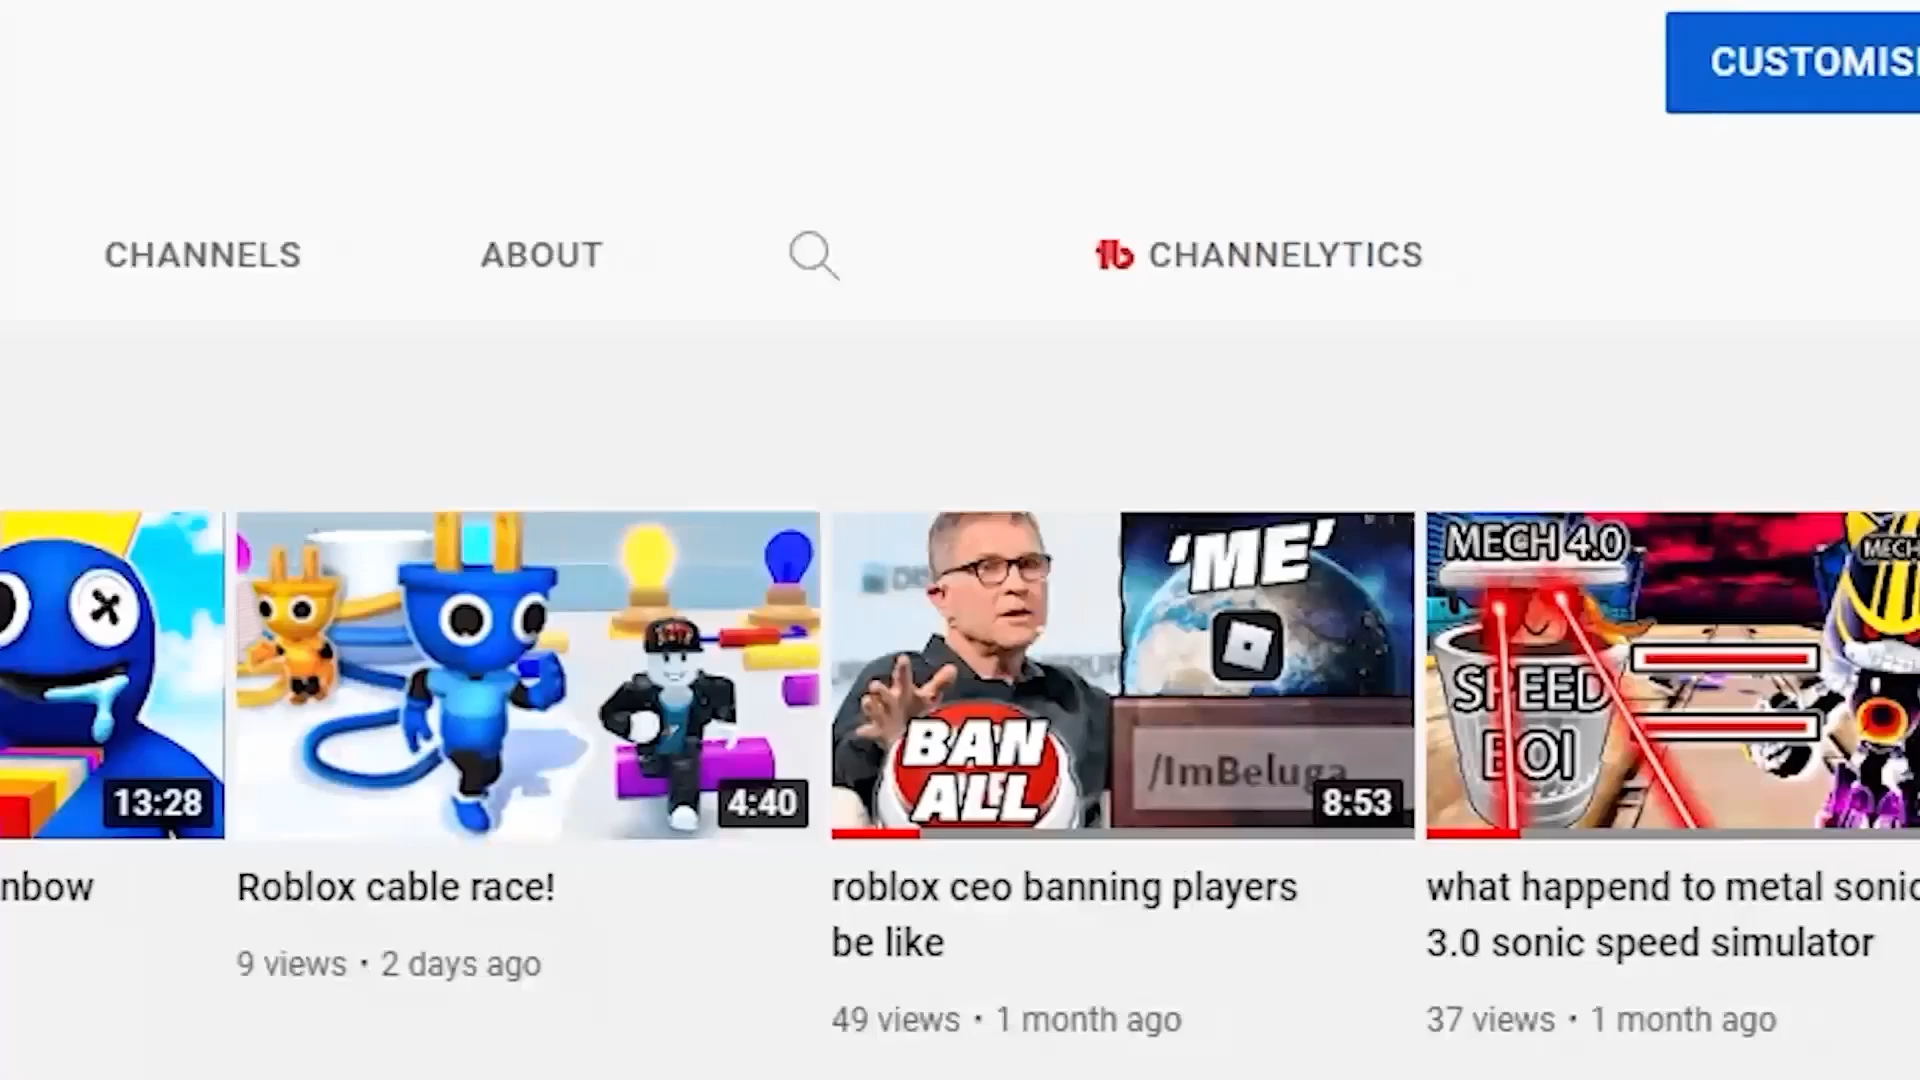 CUSTOMISE
CHANNELS
ABOUT
CHANNELYTICS
MECH 4.0
MECH
SPEED
BOI
'ME'
BAN
ALL
/ImBeluga
13:28
4:40
8:53
nbow
Roblox cable race!
9 views • 2 days ago
roblox ceo banning players
be like
49 views • 1 month ago
what happend to metal sonic
3.0 sonic speed simulator
37 views • 1 month ago